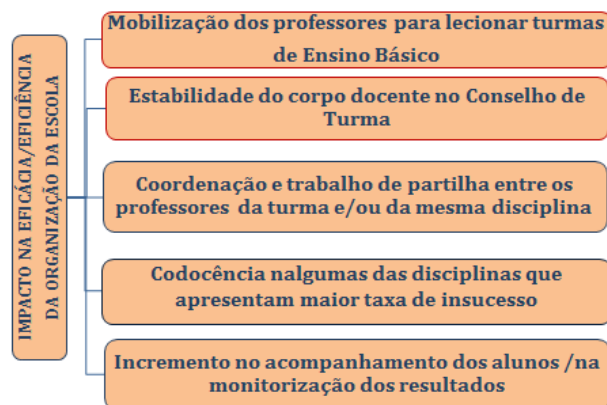 IMPACTO NA EFICÁCIA/EFICIÊNCIA
DA ORGANIZAÇÃO DA ESCOLA
Mobilização dos professores para lecionar turmas
de Ensino Básico
Estabilidade do corpo docente no Conselho de
Turma
Coordenação e trabalho de partilha entre os
professores da turma e/ou da mesma disciplina
Codocência nalgumas das disciplinas que
apresentam maior taxa de insucesso
Incremento no acompanhamento dos alunos /na
monitorização dos resultados